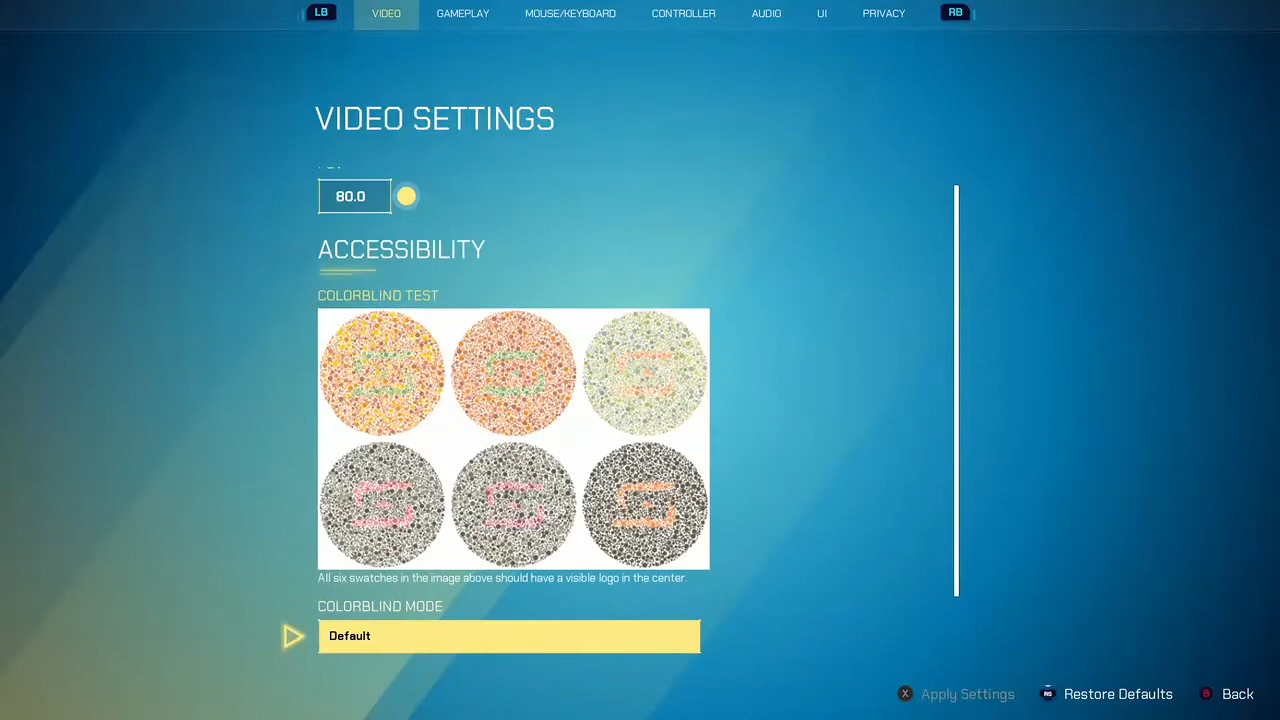 LB VIDEO GAMEPLAY MOUSE/KEYBOARD CONTROLLER AUDIO UI PRIVACY RB
VIDEO SETTINGS
80.0
ACCESSIBILITY
COLORBLIND TEST
All six swatches in the image above should have a visible logo in the center.
COLORBLIND MODE
Default
X Apply Settings RS Restore Defaults B Back